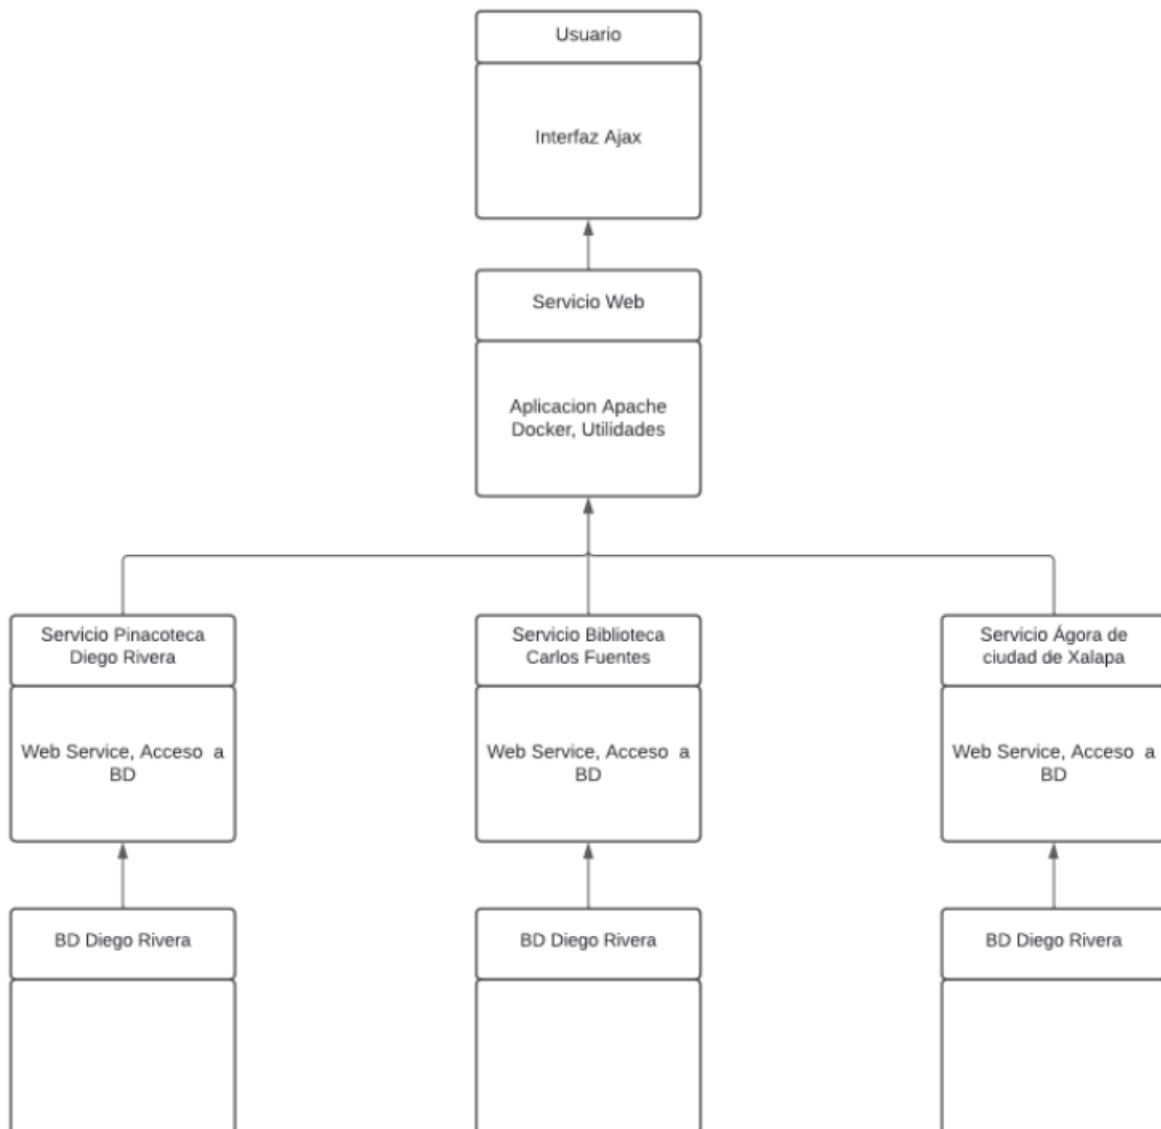 Usuario
Interfaz Ajax
Servicio Web
Aplicacion Apache
Docker, Utilidades
Servicio Pinacoteca
Diego Rivera
Servicio Biblioteca
Carlos Fuentes
Servicio Ágora de
ciudad de Xalapa
Web Service, Acceso a
BD
Web Service, Acceso a
BD
Web Service, Acceso a
BD
BD Diego Rivera
BD Diego Rivera
BD Diego Rivera